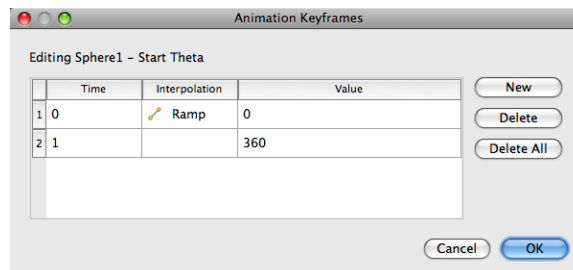 Animation Keyframes
Editing Sphere1 – Start Theta
Time Interpolation Value
1 0 Ramp 0
2 1 360
New
Delete
Delete All
Cancel OK